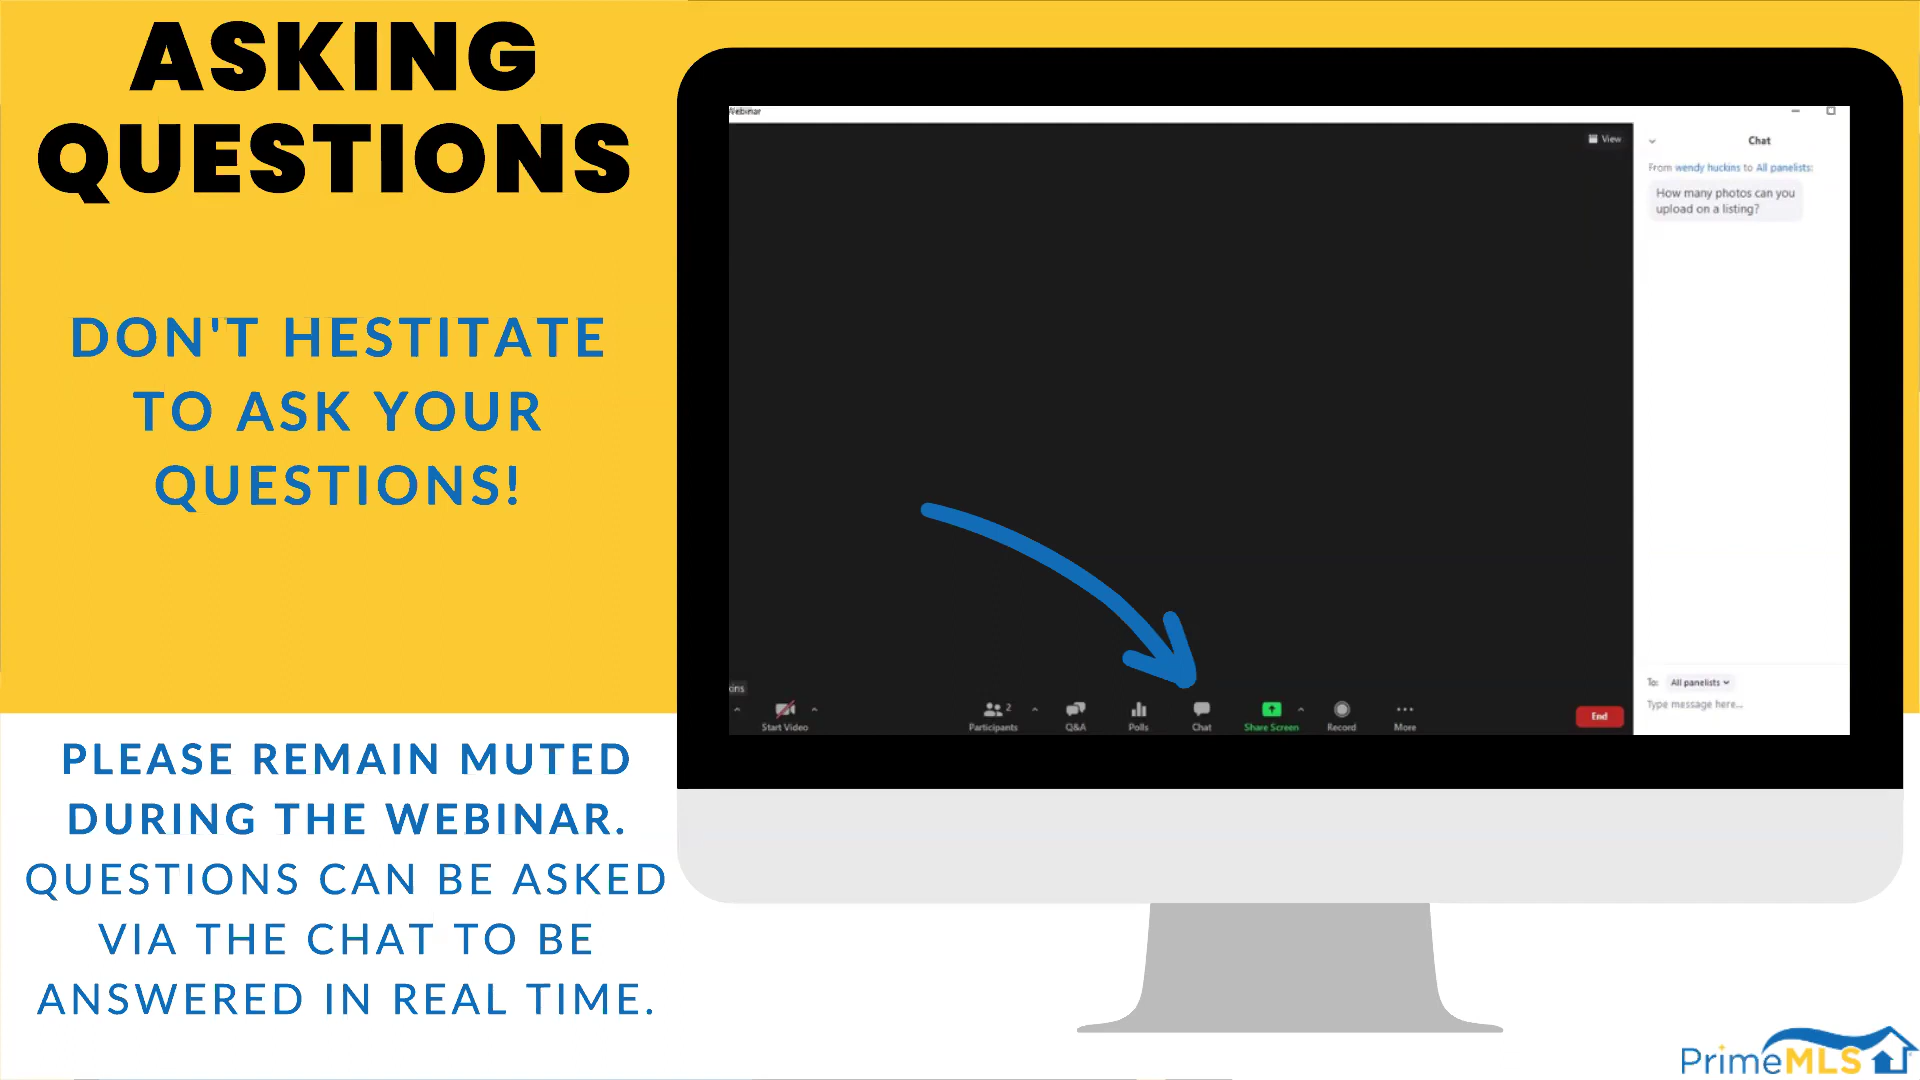 ASKING
QUESTIONS
DON'T HESTITATE
TO ASK YOUR
QUESTIONS!
PLEASE REMAIN MUTED
DURING THE WEBINAR.
QUESTIONS CAN BE ASKED
VIA THE CHAT TO BE
ANSWERED IN REAL TIME.
Webinar
View
Chat
From wendy huckins to All panelists:
How many photos can you
upload on a listing?
To: All panelists
Type message here...
Start Video
2
Participants
Q&A
Polls
Chat
Share Screen
Record
More
End
PrimeMLS